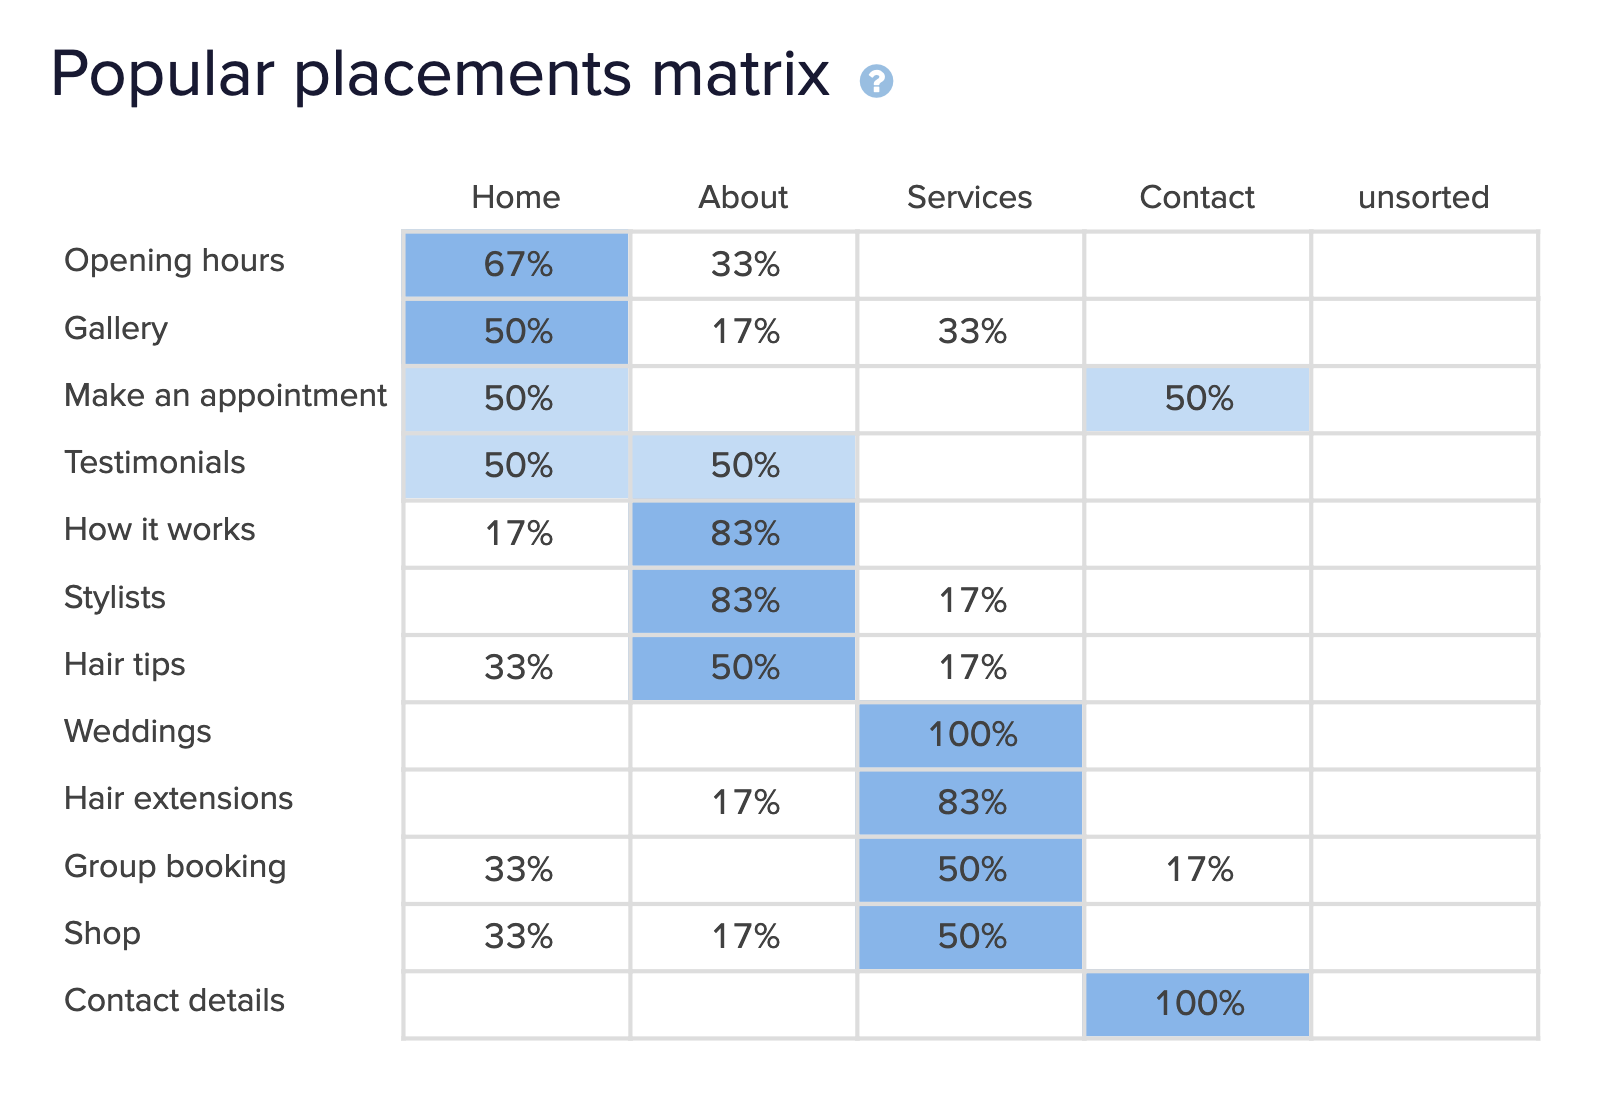 Popular placements matrix ?
Home About Services Contact unsorted
Opening hours 67% 33%
Gallery 50% 17% 33%
Make an appointment 50% 50%
Testimonials 50% 50%
How it works 17% 83%
Stylists 83% 17%
Hair tips 33% 50% 17%
Weddings 100%
Hair extensions 17% 83%
Group booking 33% 50% 17%
Shop 33% 17% 50%
Contact details 100%